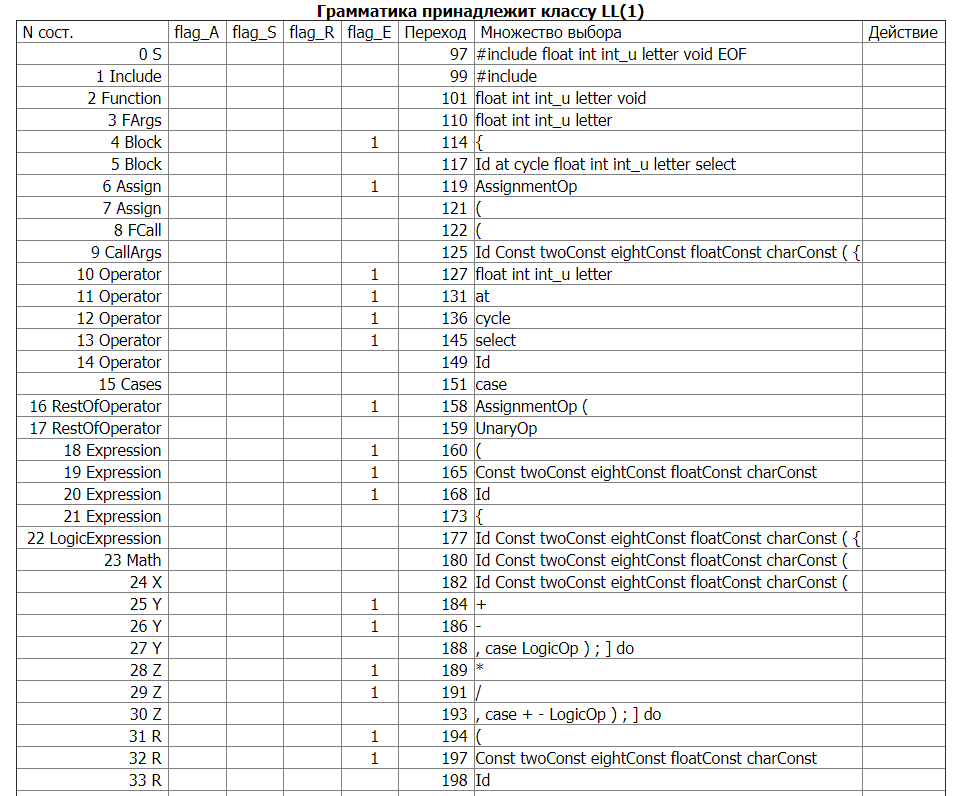 Грамматика принадлежит классу LL(1)
N сост. flag_A flag_S flag_R flag_E Переход Множество выбора Действие
0 S 97 #include float int int_u letter void EOF
1 Include 99 #include
2 Function 101 float int int_u letter void
3 FArgs 110 float int int_u letter
4 Block 1 114 {
5 Block 117 Id at cycle float int int_u letter select
6 Assign 1 119 AssignmentOp
7 Assign 121 (
8 FCall 122 (
9 CallArgs 125 Id Const twoConst eightConst floatConst charConst ( {
10 Operator 1 127 float int int_u letter
11 Operator 1 131 at
12 Operator 1 136 cycle
13 Operator 1 145 select
14 Operator 149 Id
15 Cases 151 case
16 RestOfOperator 1 158 AssignmentOp (
17 RestOfOperator 159 UnaryOp
18 Expression 1 160 (
19 Expression 1 165 Const twoConst eightConst floatConst charConst
20 Expression 1 168 Id
21 Expression 173 {
22 LogicExpression 177 Id Const twoConst eightConst floatConst charConst ( {
23 Math 180 Id Const twoConst eightConst floatConst charConst (
24 X 182 Id Const twoConst eightConst floatConst charConst (
25 Y 1 184 +
26 Y 1 186 -
27 Y 188 , case LogicOp ) ; ] do
28 Z 1 189 *
29 Z 1 191 /
30 Z 193 , case + - LogicOp ) ; ] do
31 R 1 194 (
32 R 1 197 Const twoConst eightConst floatConst charConst
33 R 198 Id